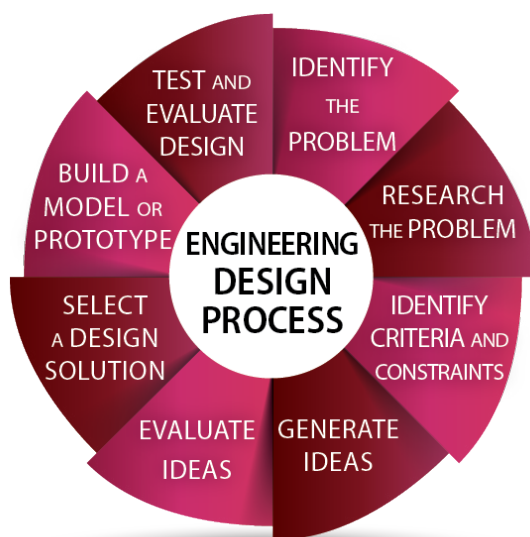 ENGINEERING
DESIGN
PROCESS
IDENTIFY
THE
PROBLEM
RESEARCH
THE PROBLEM
IDENTIFY
CRITERIA AND
CONSTRAINTS
GENERATE
IDEAS
EVALUATE
IDEAS
SELECT
A DESIGN
SOLUTION
BUILD A
MODEL OR
PROTOTYPE
TEST AND
EVALUATE
DESIGN